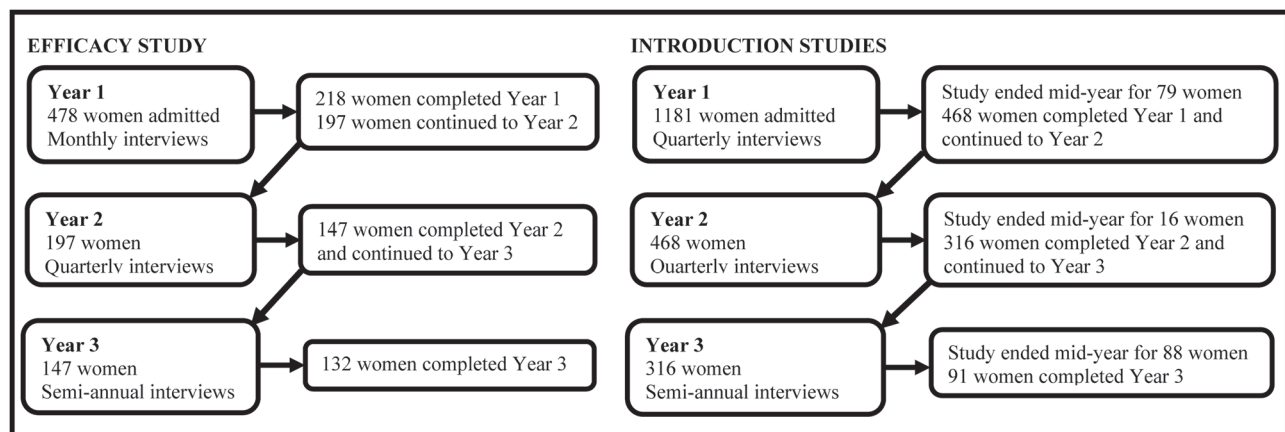 EFFICACY STUDY
Year 1
478 women admitted
Monthly interviews
218 women completed Year 1
197 women continued to Year 2
Year 2
197 women
Quarterly interviews
147 women completed Year 2
and continued to Year 3
Year 3
147 women
Semi-annual interviews
132 women completed Year 3
INTRODUCTION STUDIES
Year 1
1181 women admitted
Quarterly interviews
Study ended mid-year for 79 women
468 women completed Year 1 and
continued to Year 2
Year 2
468 women
Quarterly interviews
Study ended mid-year for 16 women
316 women completed Year 2 and
continued to Year 3
Year 3
316 women
Semi-annual interviews
Study ended mid-year for 88 women
91 women completed Year 3